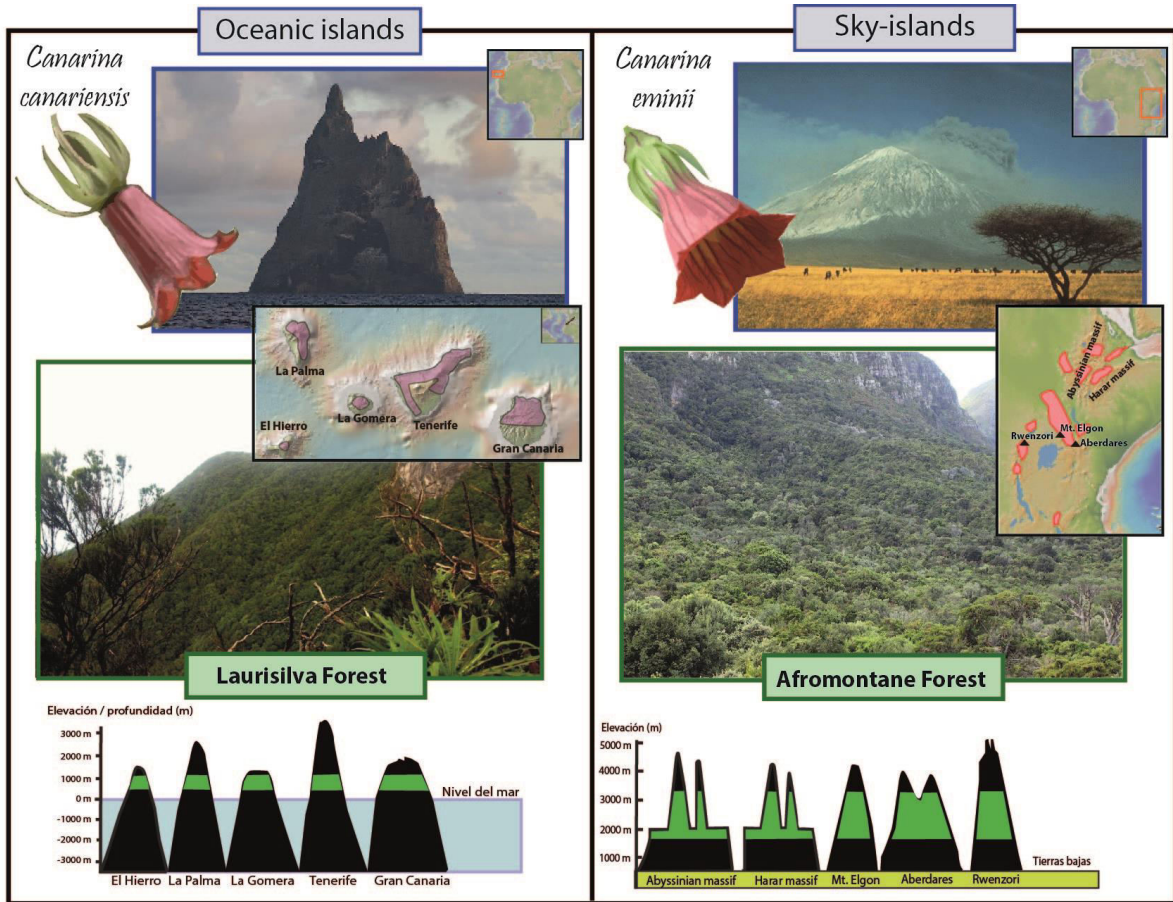 Oceanic islands
Canarina
canariensis
La Palma
El Hierro
La Gomera
Tenerife
Gran Canaria
Laurisilva Forest
Elevación / profundidad (m)
3000 m
2000 m
1000 m
0 m
-1000 m
-2000 m
-3000 m
Nivel del mar
El Hierro
La Palma
La Gomera
Tenerife
Gran Canaria
Sky-islands
Canarina
eminii
Abyssinian massif
Harar massif
Mt. Elgon
Rwenzori
Aberdares
Afromontane Forest
Elevación (m)
5000 m
4000 m
3000 m
2000 m
1000 m
Tierras bajas
Abyssinian massif
Harar massif
Mt. Elgon
Aberdares
Rwenzori